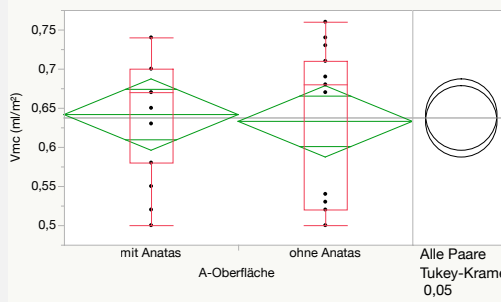 0,75
0,7
0,65
0,6
0,55
0,5
Vmc (ml/m²)
mit Anatas
ohne Anatas
A-Oberfläche
Alle Paare
Tukey-Krame
0,05